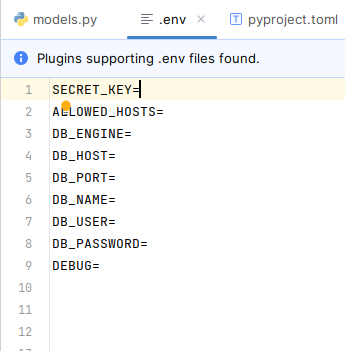 models.py
.env
pyproject.toml
Plugins supporting .env files found.
1 SECRET_KEY=
2 ALLOWED_HOSTS=
3 DB_ENGINE=
4 DB_HOST=
5 DB_PORT=
6 DB_NAME=
7 DB_USER=
8 DB_PASSWORD=
9 DEBUG=
10
11
12
13